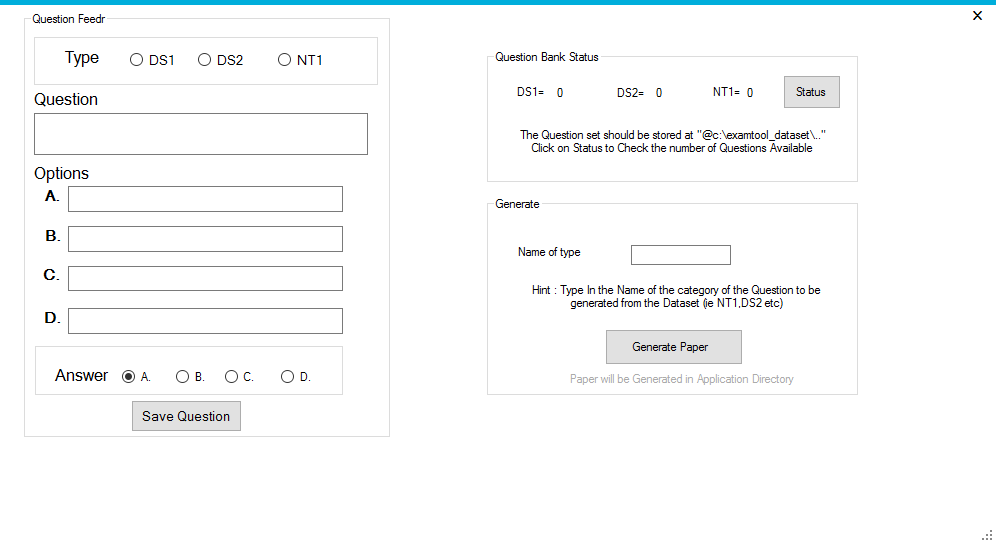 Question Feedr
Type DS1 DS2 NT1
Question
Options
A.
B.
C.
D.
Answer A. B. C. D.
Save Question
Question Bank Status
DS1= 0 DS2= 0 NT1= 0 Status
The Question set should be stored at "@c:\examtool_dataset\.."
Click on Status to Check the number of Questions Available
Generate
Name of type
Hint : Type In the Name of the category of the Question to be
generated from the Dataset (ie NT1,DS2 etc)
Generate Paper
Paper will be Generated in Application Directory